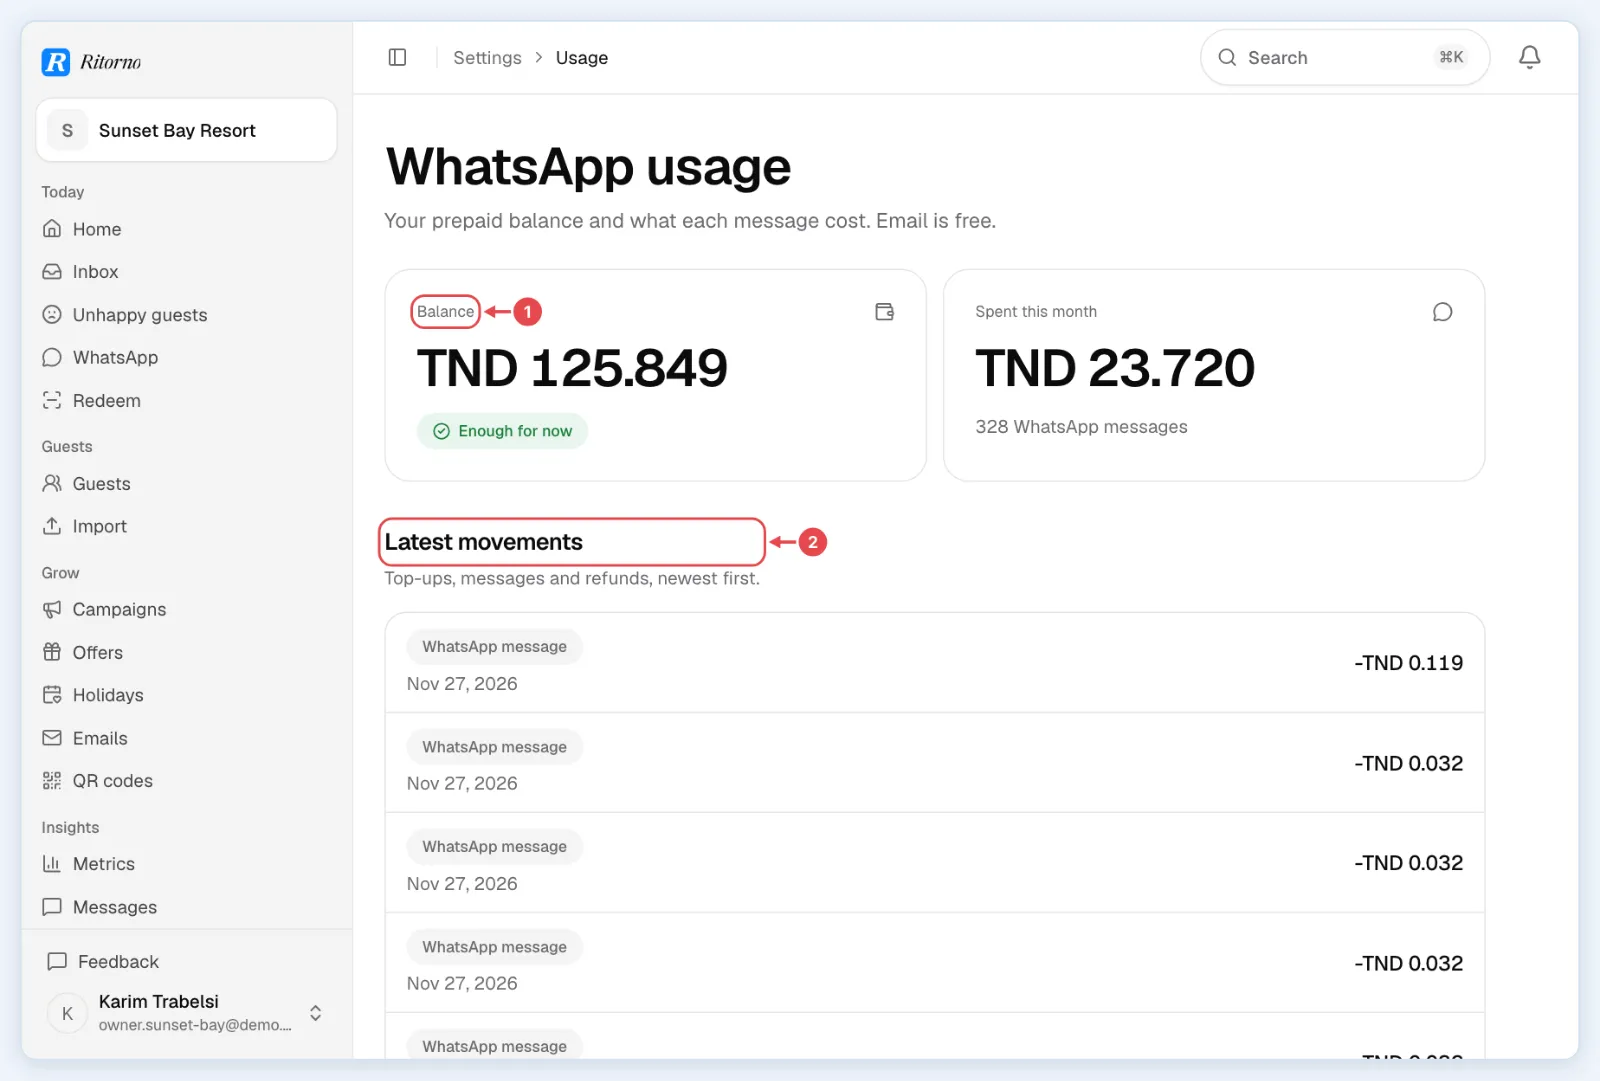 Ritorno
S
Sunset Bay Resort
Today
Home
Inbox
Unhappy guests
WhatsApp
Redeem
Guests
Guests
Import
Grow
Campaigns
Offers
Holidays
Emails
QR codes
Insights
Metrics
Messages
Feedback
K
Karim Trabelsi
owner.sunset-bay@demo....
Settings > Usage
Search ⌘K
WhatsApp usage
Your prepaid balance and what each message cost. Email is free.
Balance 1
TND 125.849
Enough for now
Spent this month
TND 23.720
328 WhatsApp messages
Latest movements 2
Top-ups, messages and refunds, newest first.
WhatsApp message
Nov 27, 2026
-TND 0.119
WhatsApp message
Nov 27, 2026
-TND 0.032
WhatsApp message
Nov 27, 2026
-TND 0.032
WhatsApp message
Nov 27, 2026
-TND 0.032
WhatsApp message